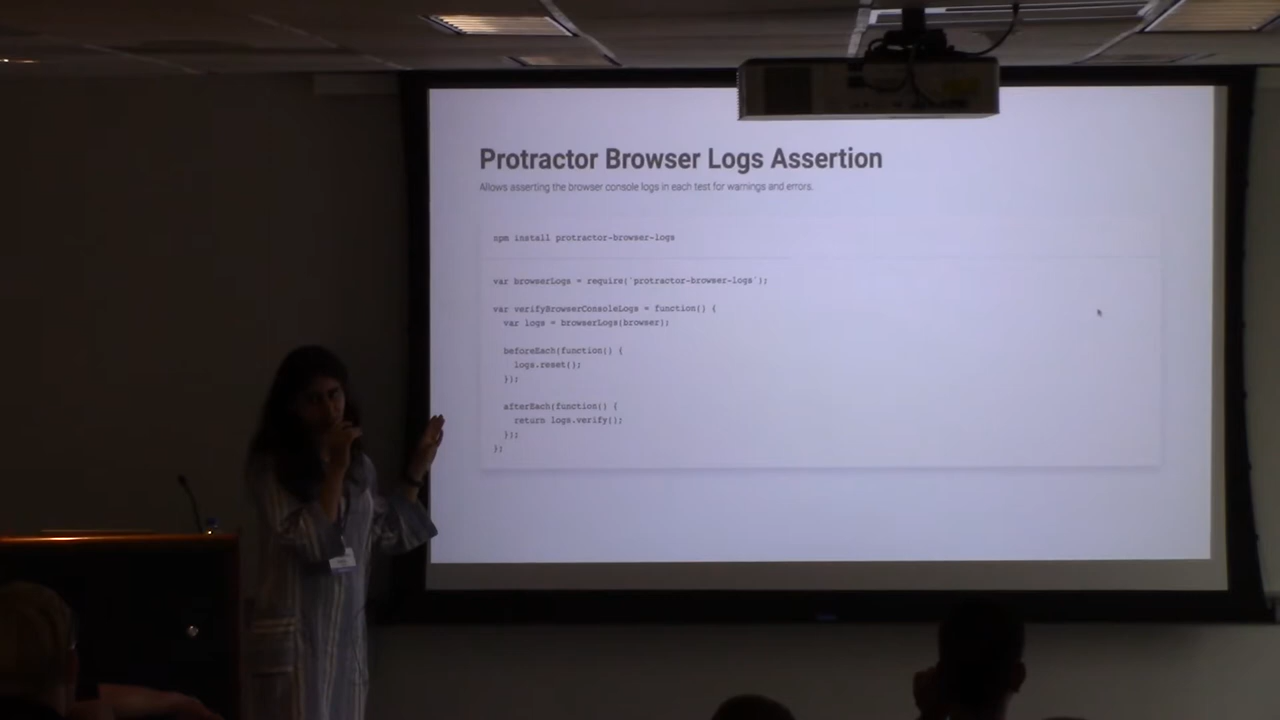 Protractor Browser Logs Assertion
Allows asserting the browser console logs in each test for warnings and errors.
npm install protractor-browser-logs
var browserLogs = require('protractor-browser-logs');
var verifyBrowserConsoleLogs = function() {
var logs = browserLogs(browser);
beforeEach(function() {
logs.reset();
});
afterEach(function() {
return logs.verify();
});
};